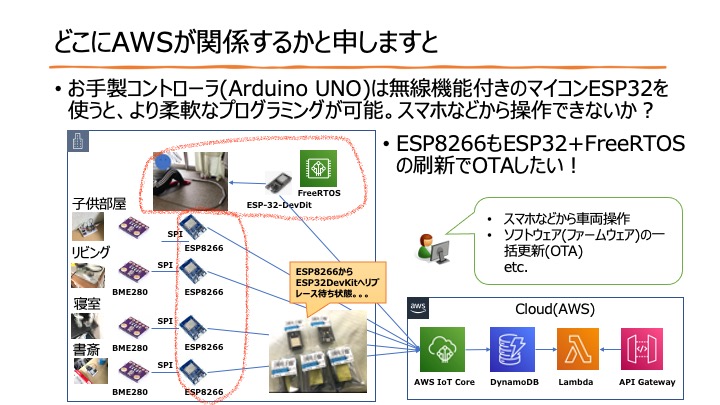 どこにAWSが関係するかと申しますと
• お手製コントローラ(Arduino UNO)は無線機能付きのマイコンESP32を
使うと、より柔軟なプログラミングが可能。スマホなどから操作できないか？
• ESP8266もESP32+FreeRTOS
の刷新でOTAしたい！
FreeRTOS
ESP-32-DevDit
子供部屋
SPI
ESP8266
リビング
SPI
BME280
ESP8266
寝室
SPI
BME280
ESP8266
書斎
SPI
BME280
ESP8266
ESP8266から
ESP32DevKitへリプ
レース待ち状態。。。
• スマホなどから車両操作
• ソフトウェア(ファームウェア)の一
括更新(OTA)
etc.
aws
Cloud(AWS)
AWS IoT Core
DynamoDB
Lambda
API Gateway